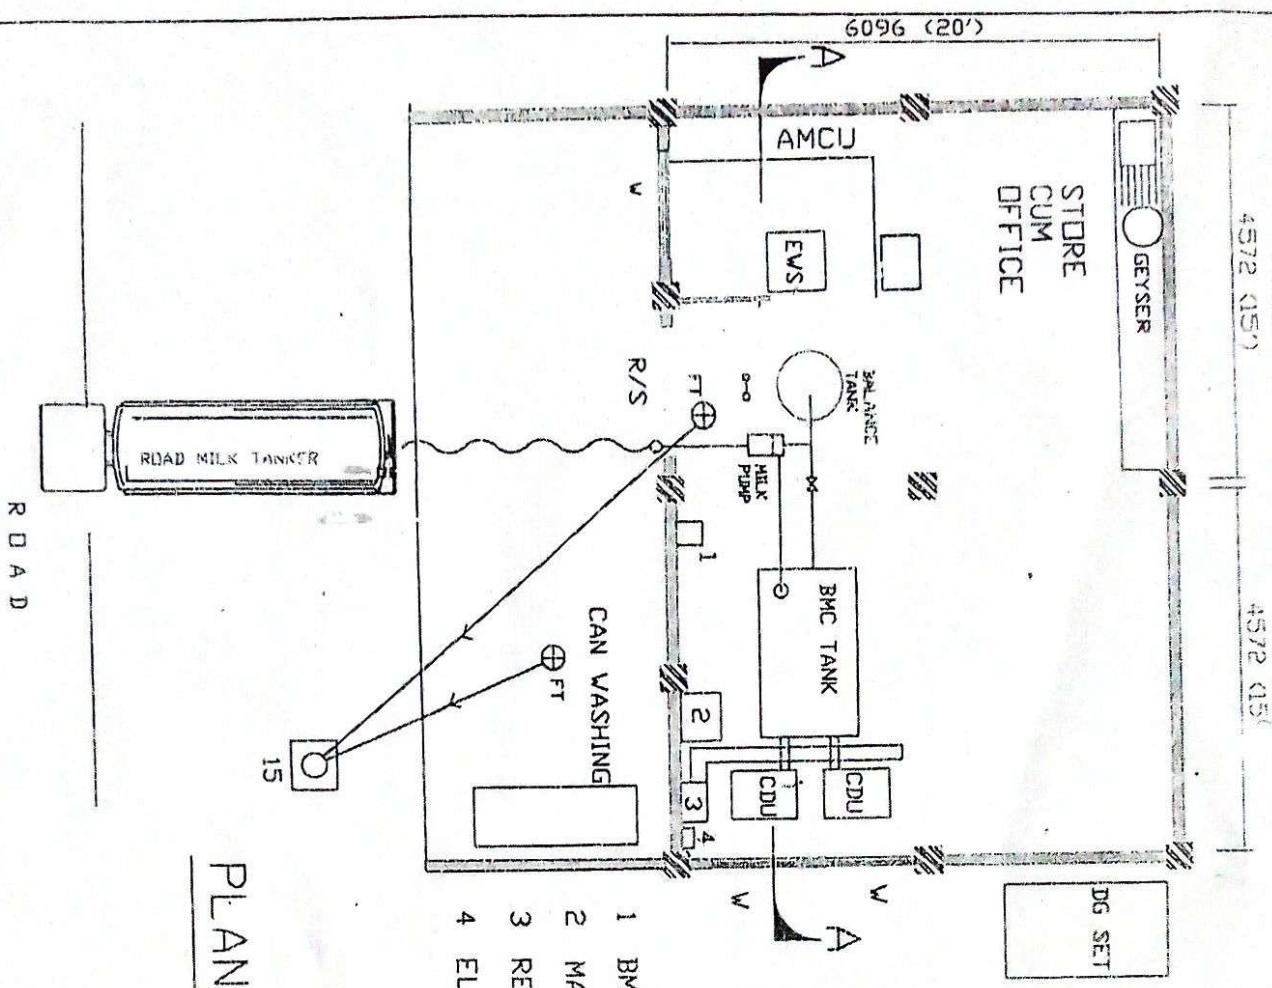 6096 (20')
A
AMCU
W
EWS
STORE
CUM
OFFICE
GEYSER
4572 (15')
4572 (15'
BALANCE
TANK
R/S
FT
MILK
PUMP
ROAD MILK TANKER
ROAD
1
BMC TANK
CAN WASHING
FT
2
3
4
CDU
CDU
15
W
W
A
DG SET
PLAN
1 BM
2 MA
3 RE
4 EL